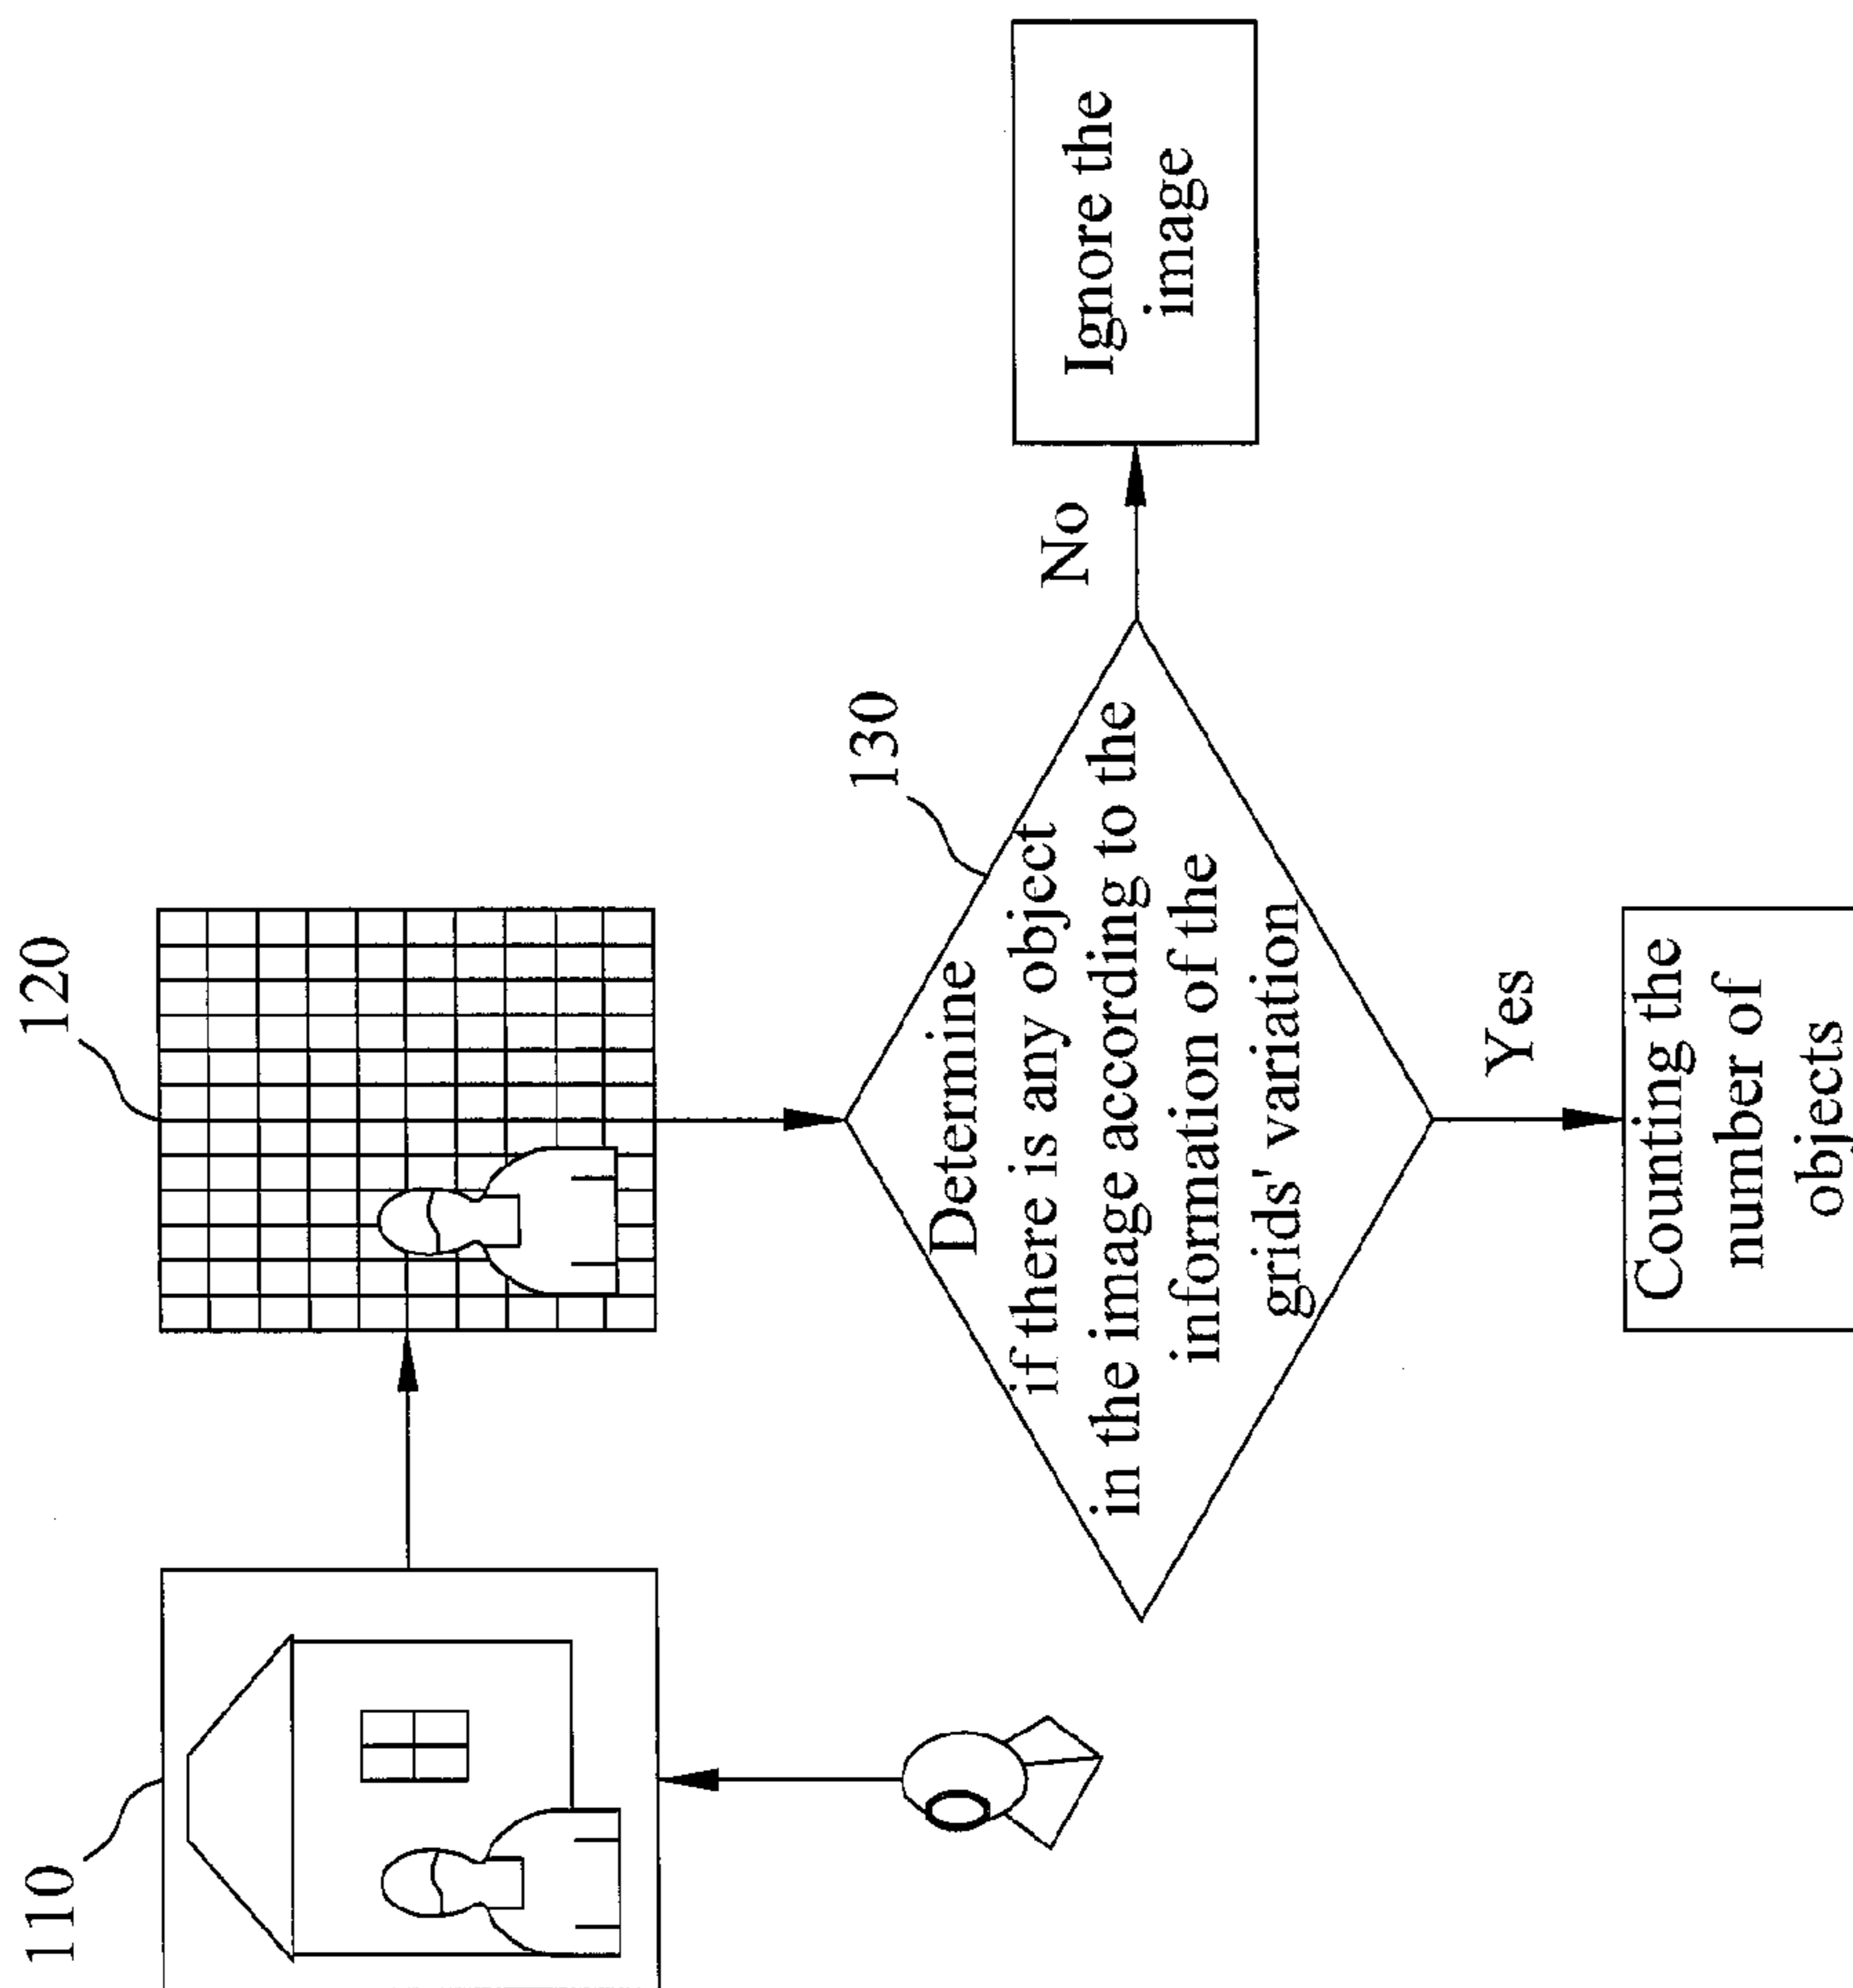 110
120
130
Determine
if there is any object
in the image according to the
information of the
grids' variation
No
Ignore the
image
Yes
Counting the
number of
objects